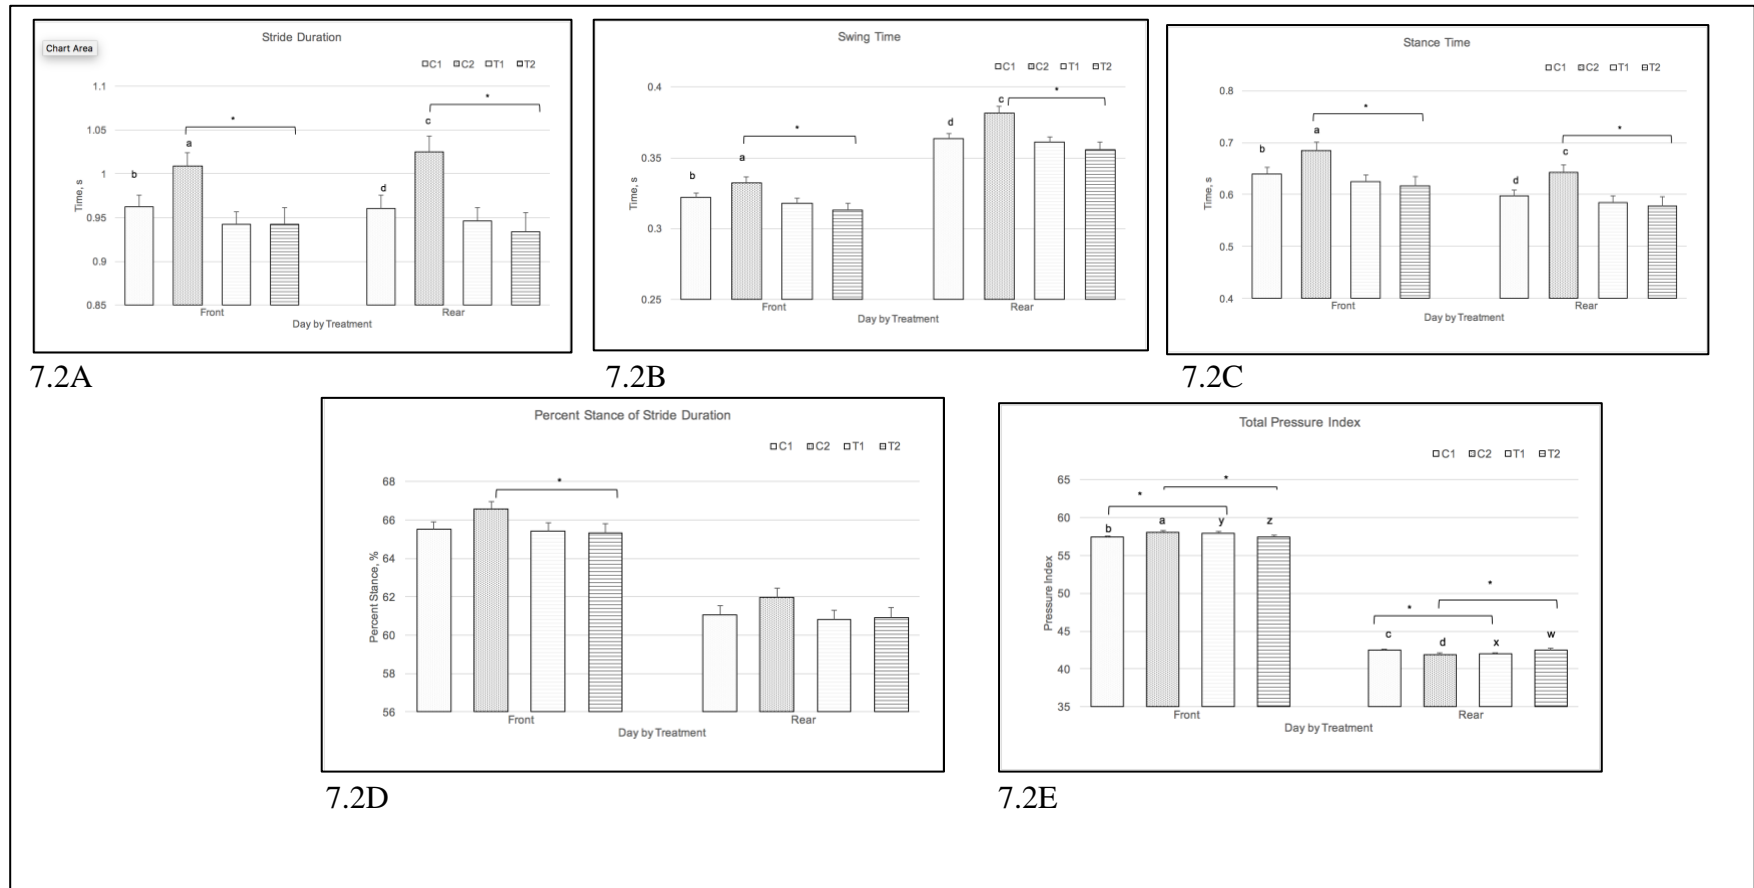 Stride Duration
Chart Area
C1 C2 T1 T2
1.1
1.05
1
0.95
0.9
0.85
Time, s
* *
a b c d
Front Rear
Day by Treatment
7.2A
Swing Time
C1 C2 T1 T2
0.4
0.35
0.3
0.25
Time, s
* *
a b c d
Front Rear
Day by Treatment
7.2B
Stance Time
C1 C2 T1 T2
0.8
0.7
0.6
0.5
0.4
Time, s
* *
a b c d
Front Rear
Day by Treatment
7.2C
Percent Stance of Stride Duration
C1 C2 T1 T2
68
66
64
62
60
58
56
Percent Stance, %
*
Front Rear
Day by Treatment
7.2D
Total Pressure Index
C1 C2 T1 T2
65
60
55
50
45
40
35
Pressure Index
* *
b a y z
* *
c d x w
Front Rear
Day by Treatment
7.2E